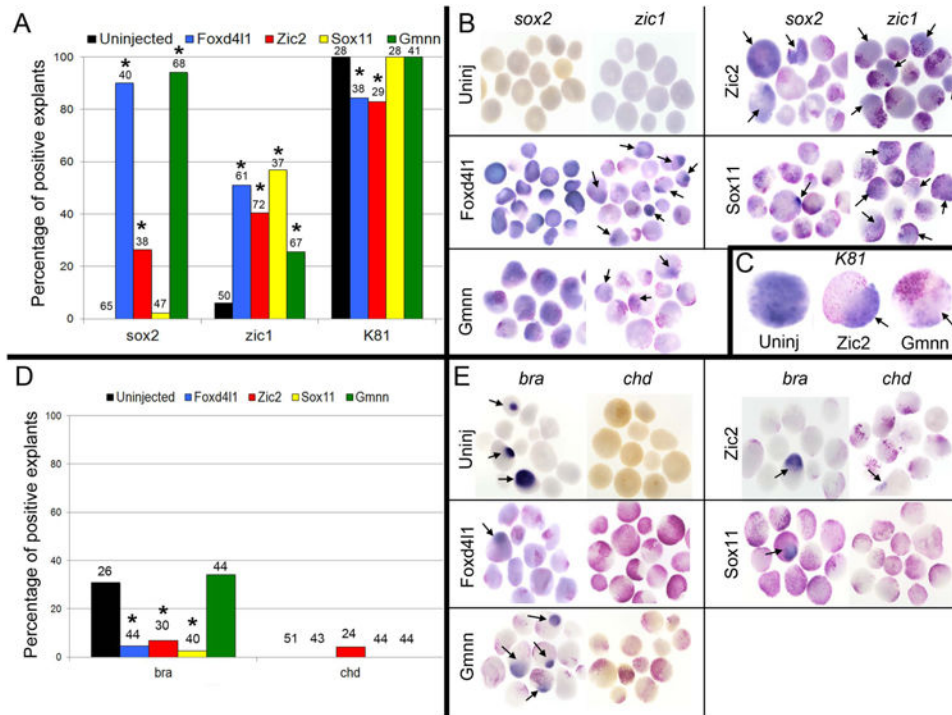 A
Uninjected Foxd4l1 Zic2 Sox11 Gmnn
Percentage of positive explants
100
80
60
40
20
0
65 * 40 * 38 47 * 68
50 * 61 * 72 * 37 * 67
28 * 38 * 29 28 41
sox2 zic1 K81
B
sox2 zic1
Uninj
Foxd4l1
Gmnn
sox2 zic1
Zic2
Sox11
C
K81
Uninj Zic2 Gmnn
D
Uninjected Foxd4l1 Zic2 Sox11 Gmnn
Percentage of positive explants
100
80
60
40
20
0
26 * 44 * 30 * 40 44
51 43 24 44 44
bra chd
E
bra chd
Uninj
Foxd4l1
Gmnn
bra chd
Zic2
Sox11